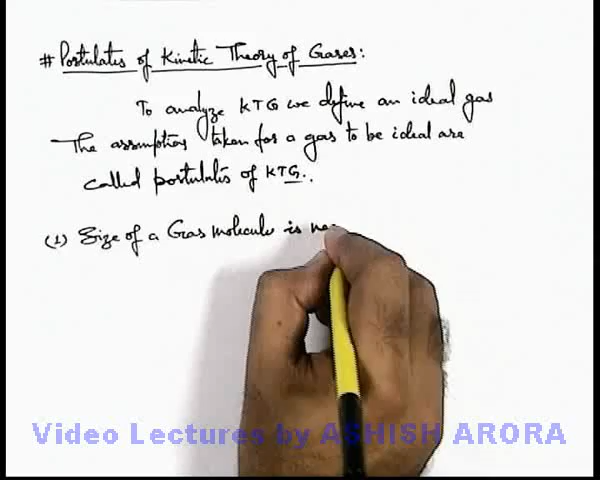 # Postulates of Kinetic Theory of Gases:
To analyze KTG we define an ideal gas
The assumptions taken for a gas to be ideal are
called postulates of KTG..
(1) Size of a Gas molecule is
Video Lectures by ASHISH ARORA